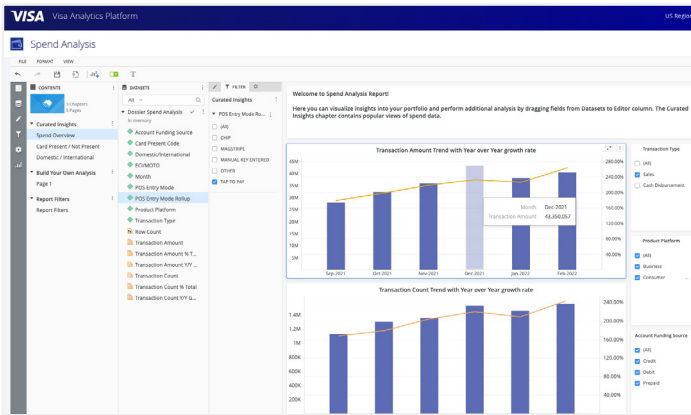 VISA Visa Analytics Platform
US Region
Spend Analysis
FILE FORMAT VIEW
CONTENTS
3 Chapters
5 Pages
Curated Insights
Spend Overview
Card Present / Not Present
Domestic / International
Build Your Own Analysis
Page 1
Report Filters
Report Filters
DATASETS
All
Dossier Spend Analysis
In memory
Account Funding Source
Card Present Code
Domestic/International
ECI/MOTO
Month
POS Entry Mode
POS Entry Mode Rollup
Product Platform
Transaction Type
Row Count
Transaction Amount
Transaction Amount % T...
Transaction Amount Y/Y ...
Transaction Count
Transaction Count % Total
Transaction Count Y/Y G...
FILTER
Curated Insights
POS Entry Mode Ro...
(All)
CHIP
MAGSTRIPE
MANUAL KEY ENTERED
OTHER
TAP TO PAY
Welcome to Spend Analysis Report!
Here you can visualize insights into your portfolio and perform additional analysis by dragging fields from Datasets to Editor column. The Curated
Insights chapter contains popular views of spend data.
Transaction Amount Trend with Year over Year growth rate
45M
40M
35M
30M
25M
20M
15M
10M
5M
280.00%
240.00%
200.00%
160.00%
120.00%
80.00%
40.00%
Month Dec-2021
Transaction Amount 43,350,057
Sep-2021 Oct-2021 Nov-2021 Dec-2021 Jan-2022 Feb-2022
Transaction Count Trend with Year over Year growth rate
1.4M
1.2M
1M
800K
600K
400K
200K
240.00%
200.00%
160.00%
120.00%
80.00%
40.00%
Transaction Type
(All)
Sales
Cash Disbursement
Product Platform
(All)
Business
Consumer ...
Account Funding Source
(All)
Credit
Debit
Prepaid